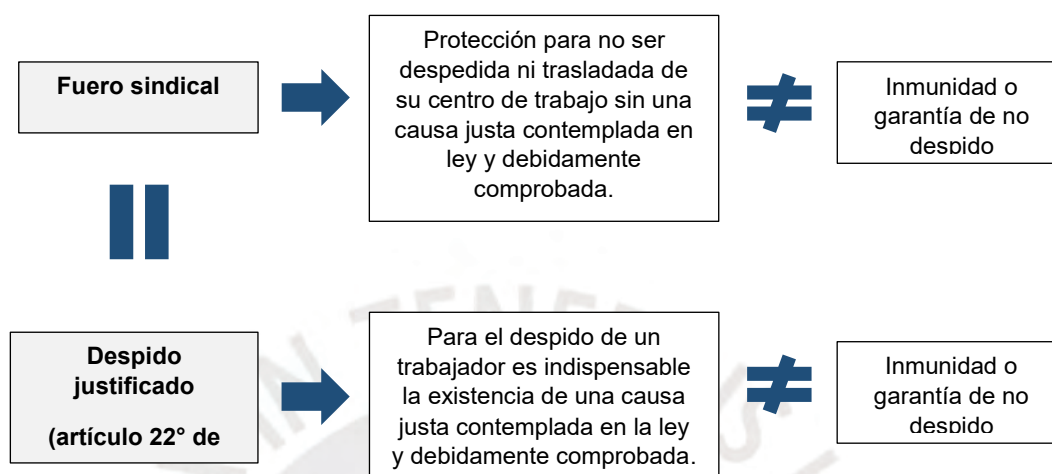 Fuero sindical
Protección para no ser
despedida ni trasladada de
su centro de trabajo sin una
causa justa contemplada en
ley y debidamente
comprobada.
Inmunidad o
garantía de no
despido
Despido
justificado
(artículo 22° de
Para el despido de un
trabajador es indispensable
la existencia de una causa
justa contemplada en la ley
y debidamente comprobada.
Inmunidad o
garantía de no
despido